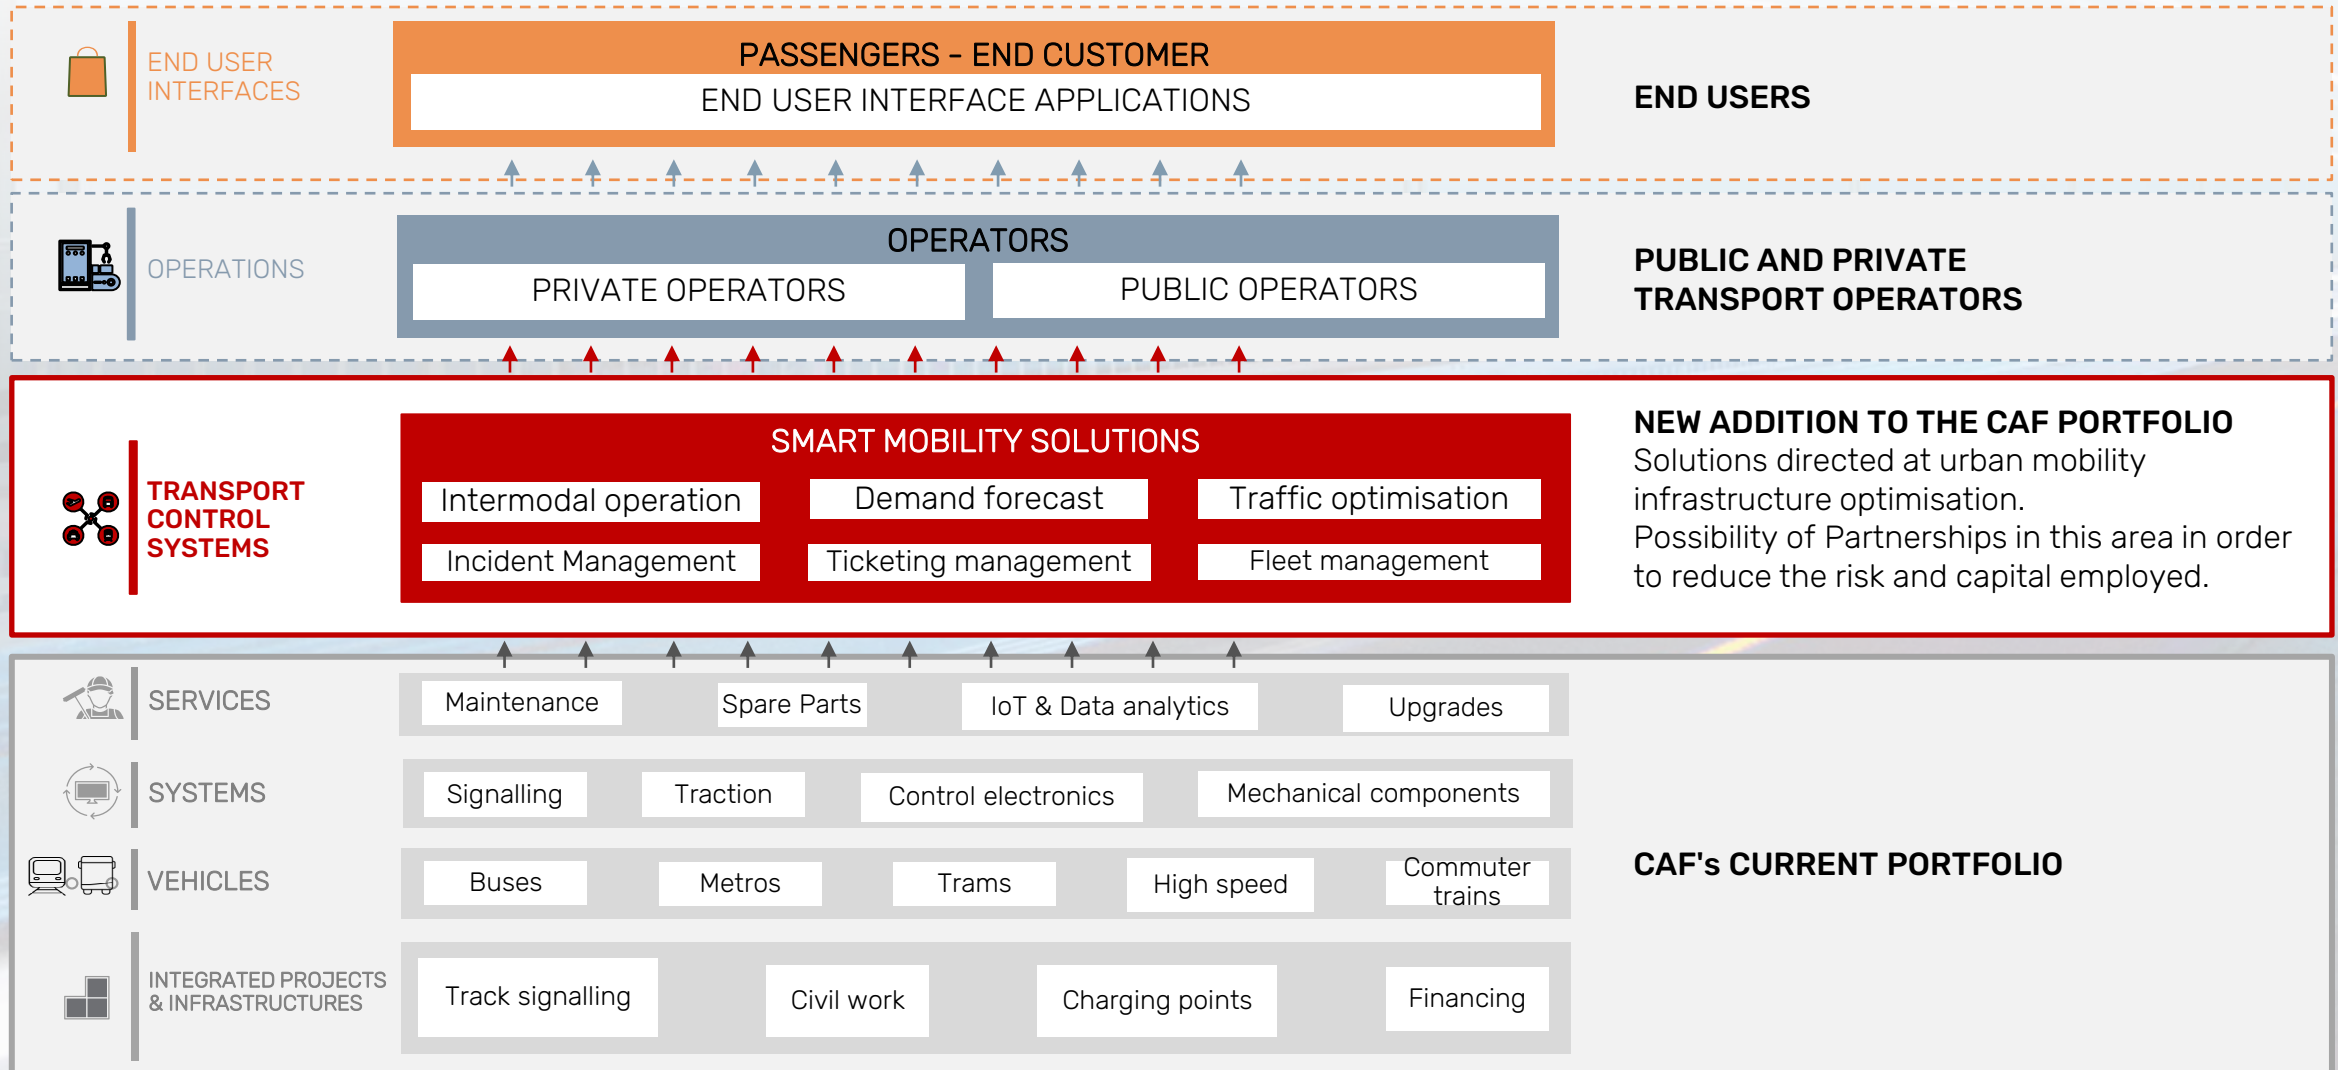 END USER
INTERFACES
PASSENGERS - END CUSTOMER
END USER INTERFACE APPLICATIONS
END USERS
OPERATIONS
OPERATORS
PRIVATE OPERATORS
PUBLIC OPERATORS
PUBLIC AND PRIVATE
TRANSPORT OPERATORS
TRANSPORT
CONTROL
SYSTEMS
SMART MOBILITY SOLUTIONS
Intermodal operation
Demand forecast
Traffic optimisation
Incident Management
Ticketing management
Fleet management
NEW ADDITION TO THE CAF PORTFOLIO
Solutions directed at urban mobility
infrastructure optimisation.
Possibility of Partnerships in this area in order
to reduce the risk and capital employed.
SERVICES
Maintenance
Spare Parts
IoT & Data analytics
Upgrades
SYSTEMS
Signalling
Traction
Control electronics
Mechanical components
VEHICLES
Buses
Metros
Trams
High speed
Commuter
trains
CAF's CURRENT PORTFOLIO
INTEGRATED PROJECTS
& INFRASTRUCTURES
Track signalling
Civil work
Charging points
Financing